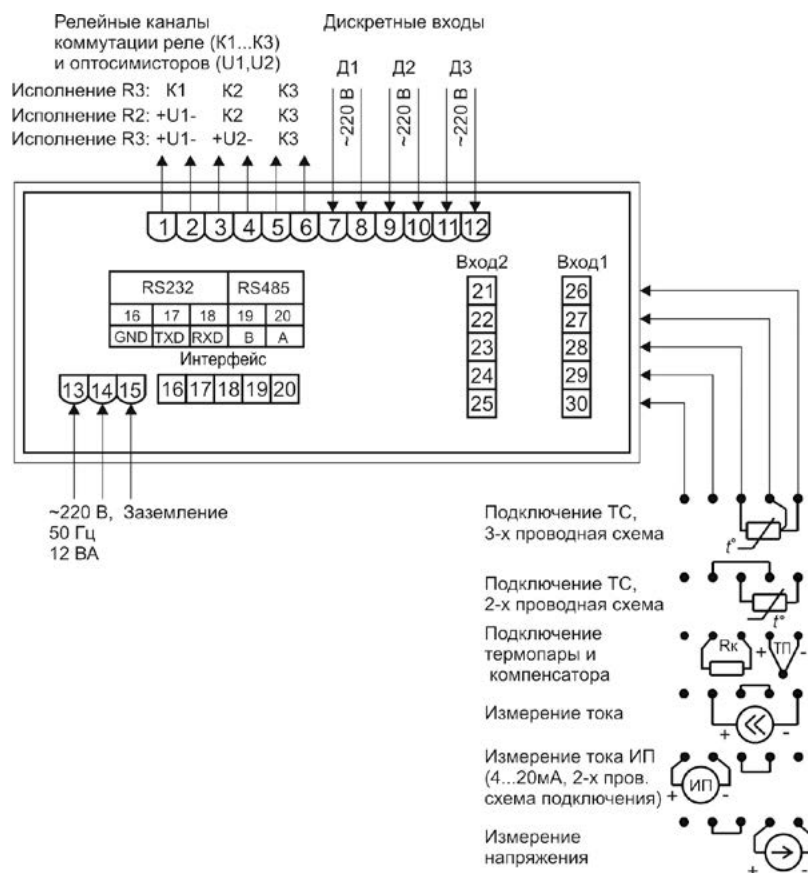 Релейные каналы
коммутации реле (К1...К3)
и оптосимисторов (U1,U2)
Дискретные входы
Исполнение R3: К1 К2 К3
Исполнение R2: +U1- К2 К3
Исполнение R3: +U1- +U2- К3
Д1 Д2 Д3
~220 В ~220 В ~220 В
1 2 3 4 5 6 7 8 9 10 11 12
Вход2 Вход1
21 26
22 27
23 28
24 29
25 30
RS232 RS485
16 17 18 19 20
GND TXD RXD B A
Интерфейс
13 14 15 16 17 18 19 20
~220 В, Заземление
50 Гц
12 ВА
Подключение ТС,
3-х проводная схема
t°
Подключение ТС,
2-х проводная схема
t°
Подключение
термопары и
компенсатора
Rк + ТП -
Измерение тока
+ -
Измерение тока ИП
(4...20мА, 2-х пров.
схема подключения)
+ ИП -
Измерение
напряжения
+ -